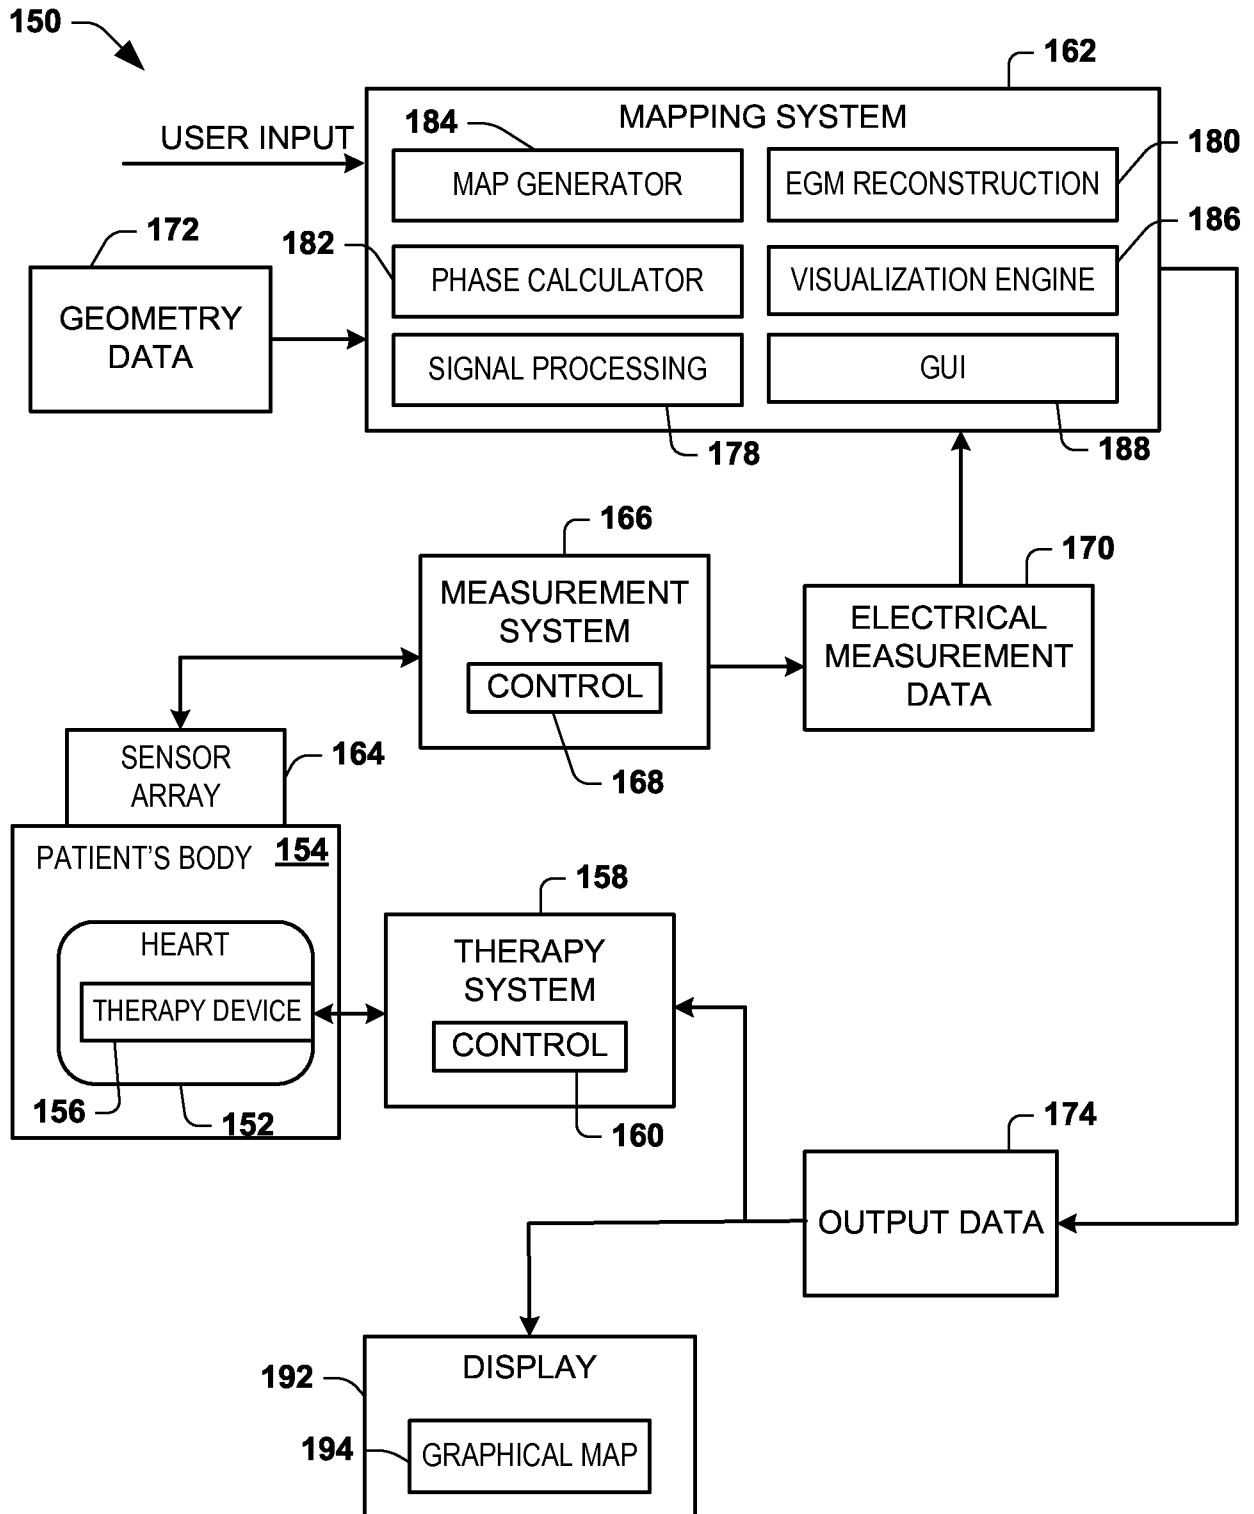 150
162
MAPPING SYSTEM
USER INPUT
184
MAP GENERATOR
EGM RECONSTRUCTION
180
172
182
PHASE CALCULATOR
VISUALIZATION ENGINE
186
GEOMETRY
DATA
SIGNAL PROCESSING
GUI
178
188
166
MEASUREMENT
SYSTEM
CONTROL
168
170
ELECTRICAL
MEASUREMENT
DATA
SENSOR
ARRAY
164
PATIENT'S BODY 154
HEART
THERAPY DEVICE
156
152
158
THERAPY
SYSTEM
CONTROL
160
174
OUTPUT DATA
192
DISPLAY
194
GRAPHICAL MAP